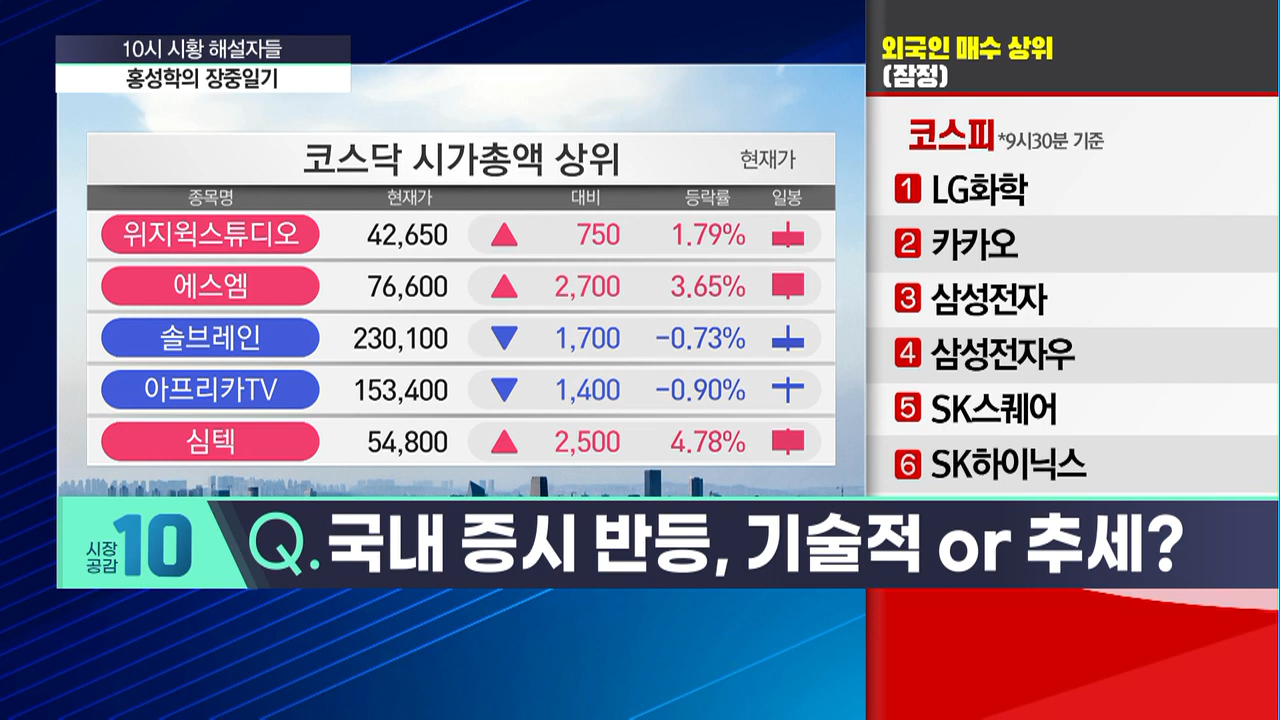 10시 시황 해설자들
홍성학의 장중일기
코스닥 시가총액 상위 현재가
종목명 현재가 대비 등락률 일봉
위지윅스튜디오 42,650 ▲ 750 1.79%
에스엠 76,600 ▲ 2,700 3.65%
솔브레인 230,100 ▼ 1,700 -0.73%
아프리카TV 153,400 ▼ 1,400 -0.90%
심텍 54,800 ▲ 2,500 4.78%
외국인 매수 상위
(잠정)
코스피 *9시30분 기준
1 LG화학
2 카카오
3 삼성전자
4 삼성전자우
5 SK스퀘어
6 SK하이닉스
시장
공감 10
Q. 국내 증시 반등, 기술적 or 추세?